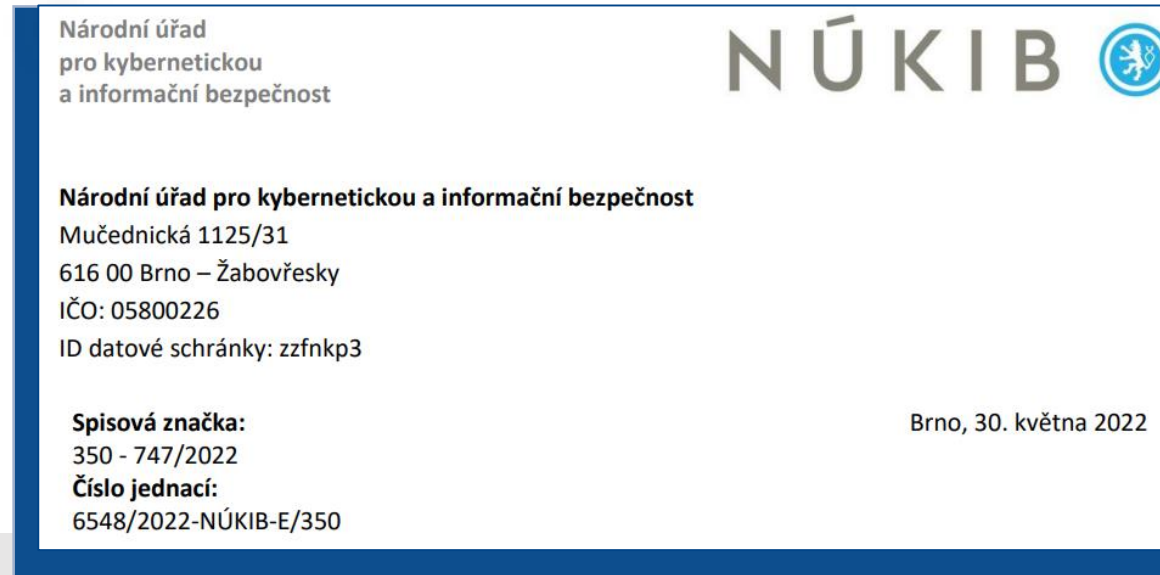 Národní úřad
pro kybernetickou
a informační bezpečnost
NÚKIB
Národní úřad pro kybernetickou a informační bezpečnost
Mučednická 1125/31
616 00 Brno – Žabovřesky
IČO: 05800226
ID datové schránky: zzfnkp3
Spisová značka:
Brno, 30. května 2022
350 - 747/2022
Číslo jednací:
6548/2022-NÚKIB-E/350